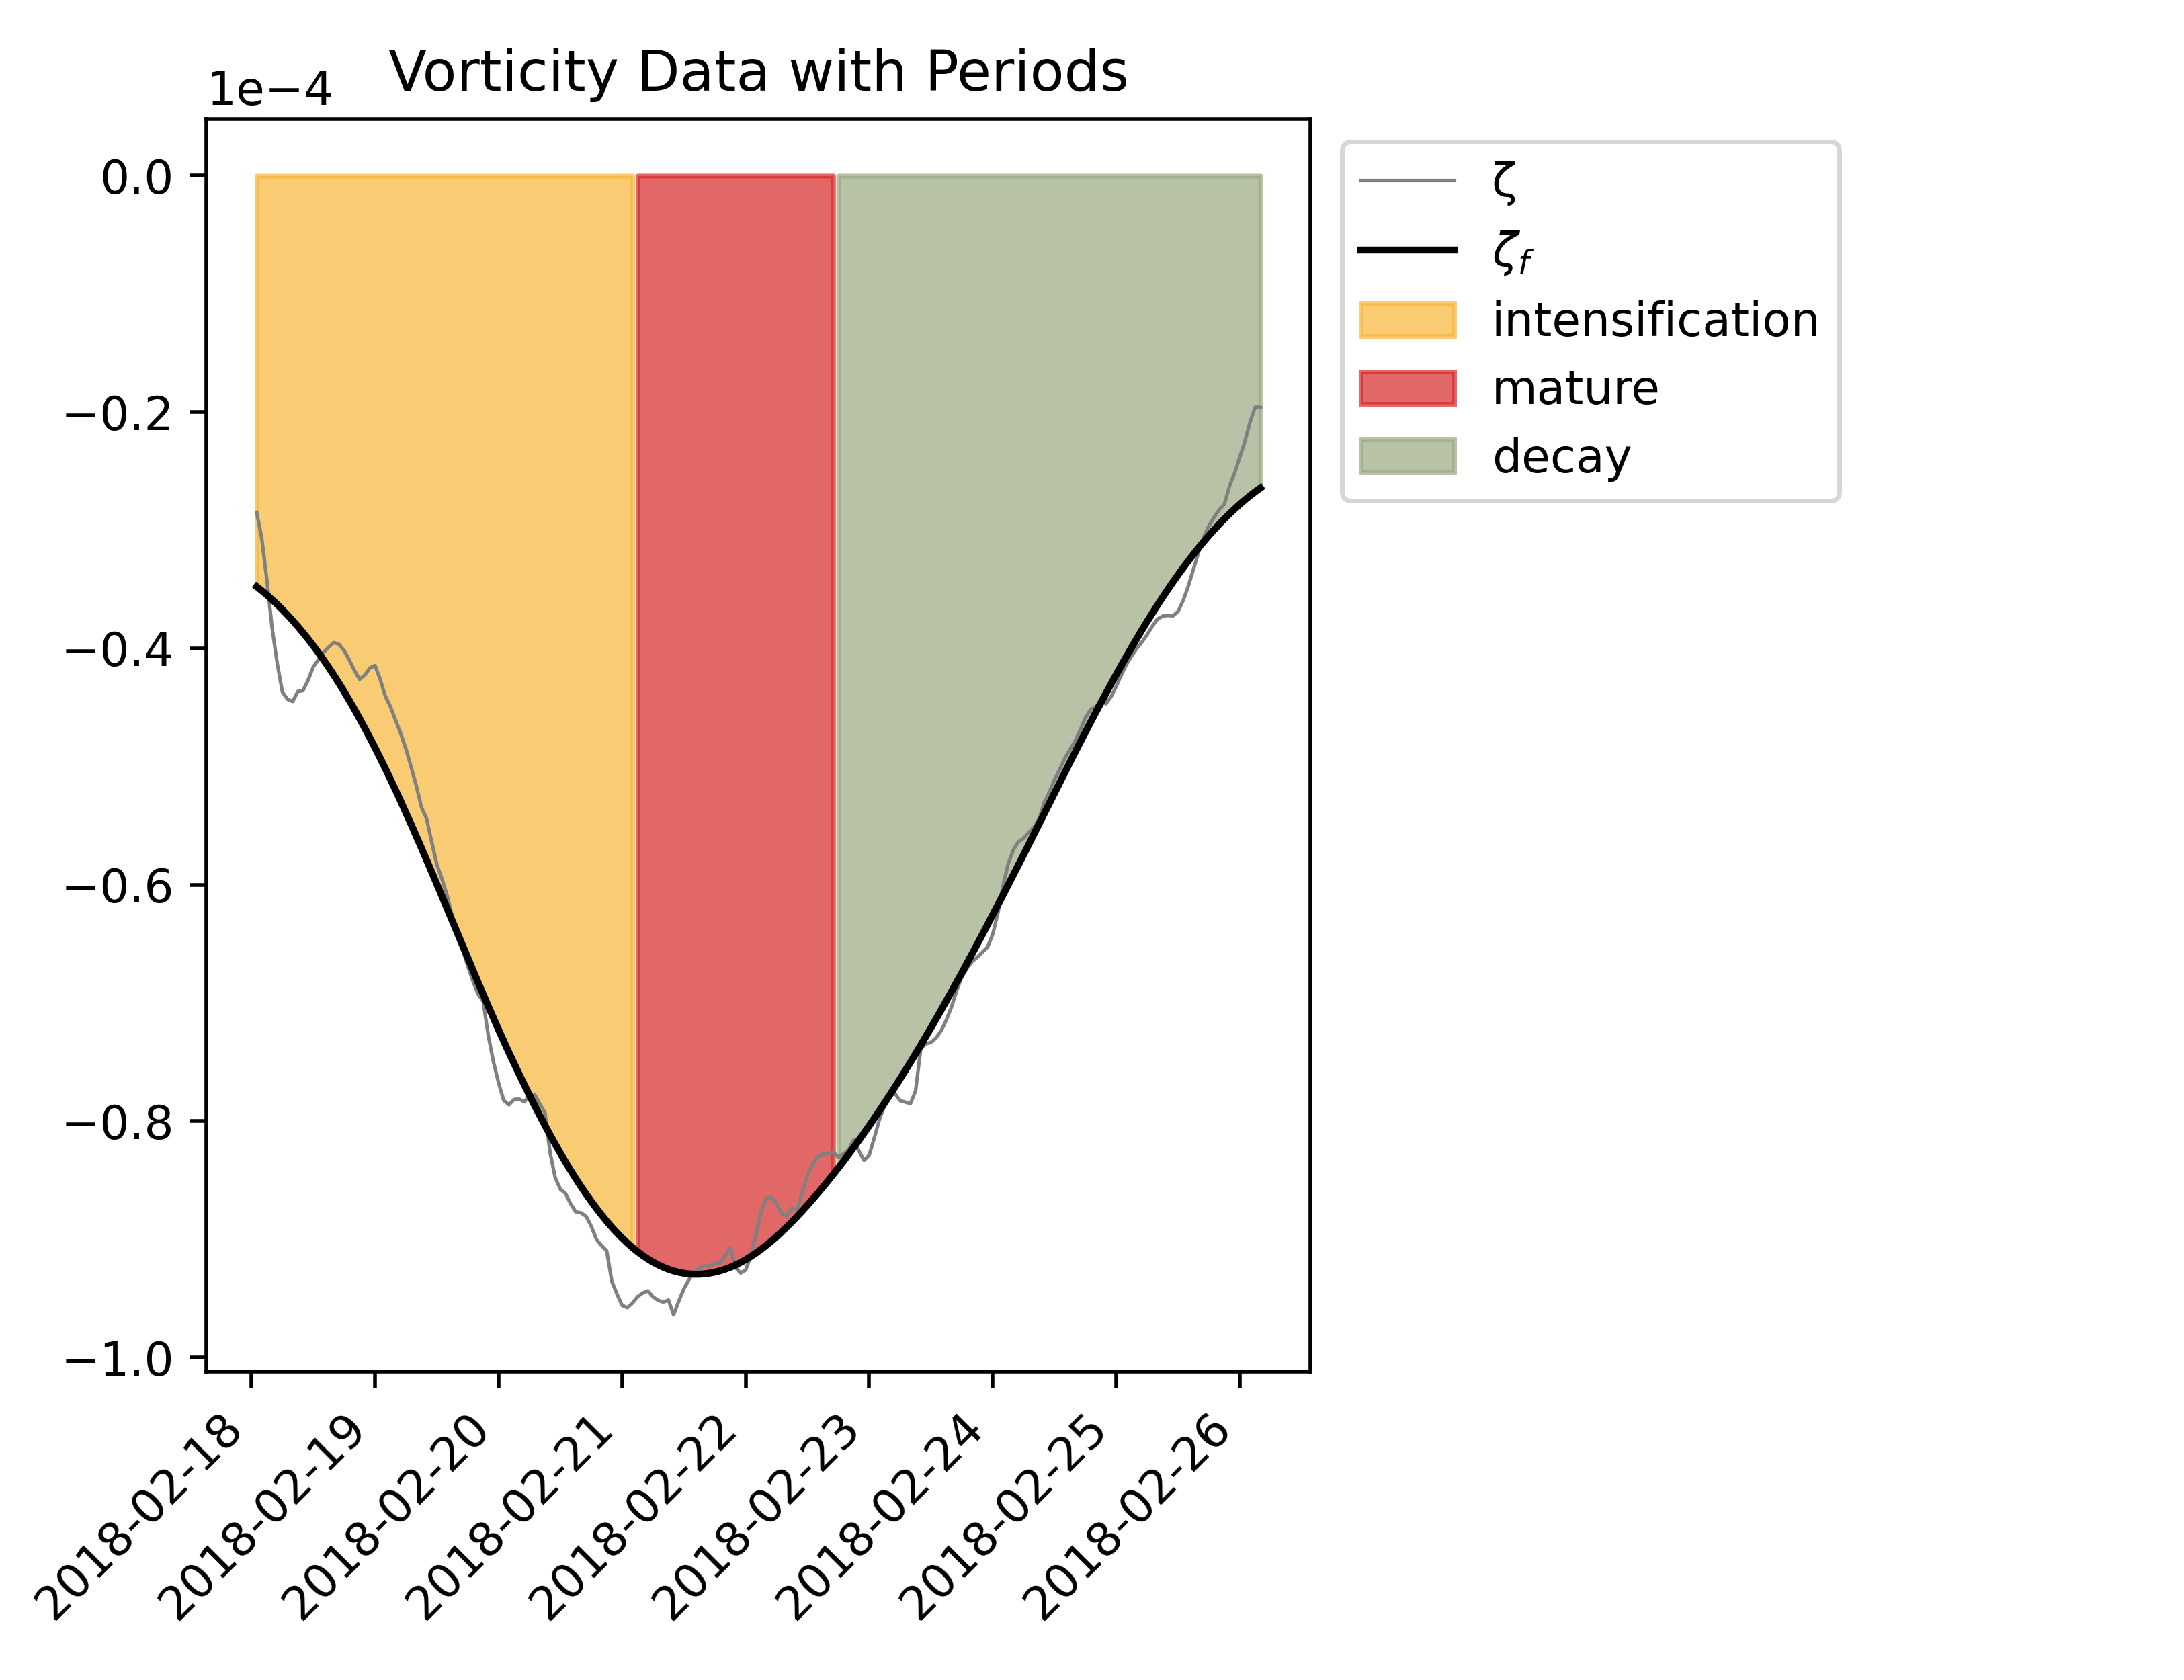 Vorticity Data with Periods
1e−4
0.0
−0.2
−0.4
−0.6
−0.8
−1.0
2018-02-18
2018-02-19
2018-02-20
2018-02-21
2018-02-22
2018-02-23
2018-02-24
2018-02-25
2018-02-26
ζ
ζf
intensification
mature
decay